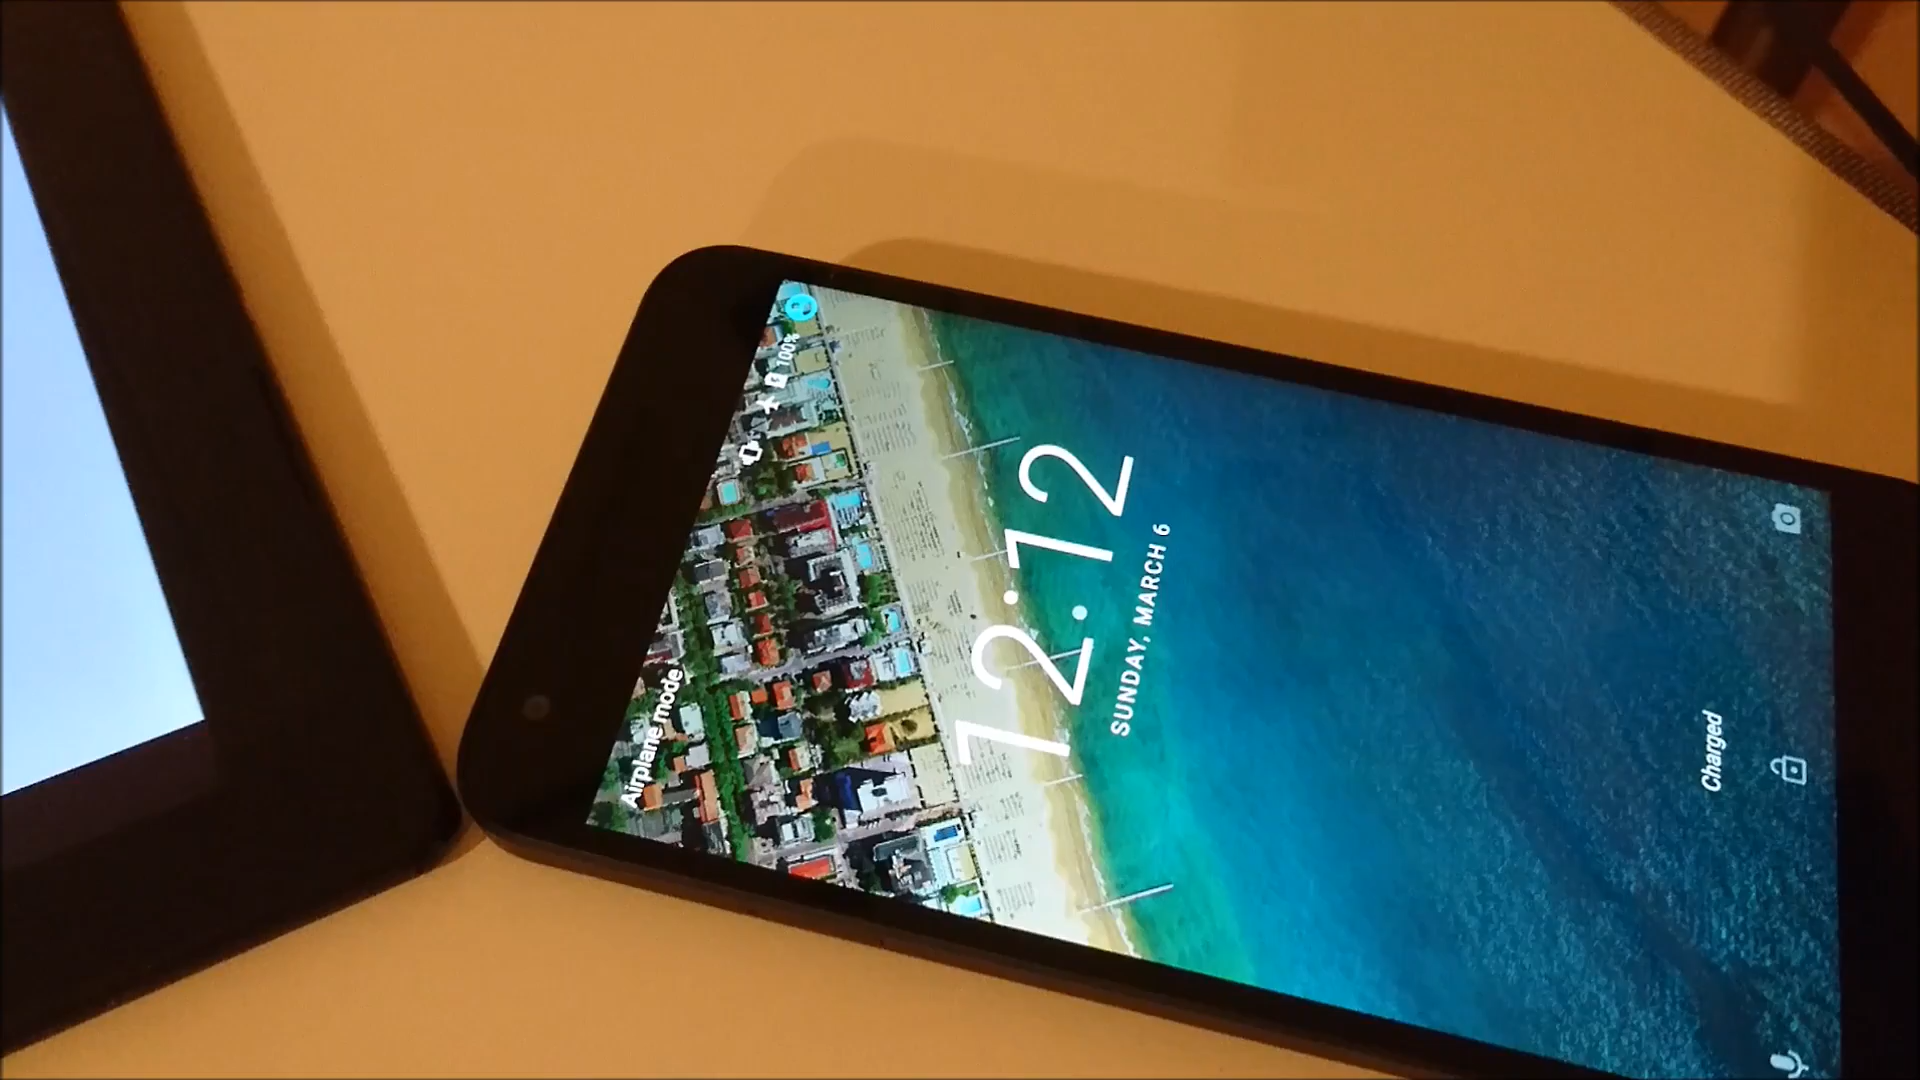 Airplane mode
100%
12:12
SUNDAY, MARCH 6
Charged